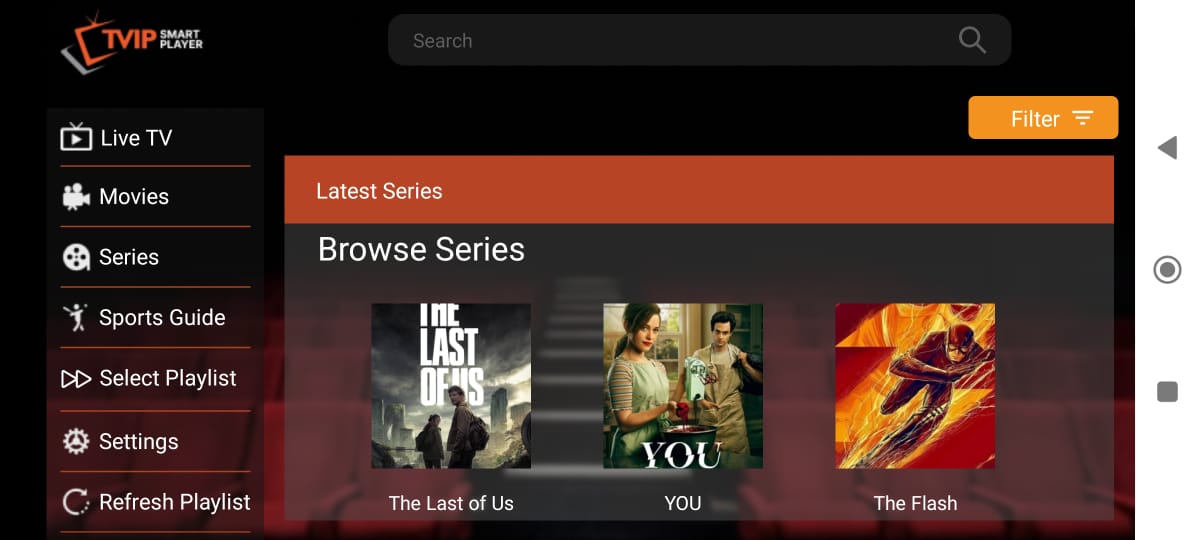 TVIP SMART PLAYER
Search
Filter
Live TV
Movies
Series
Sports Guide
Select Playlist
Settings
Refresh Playlist
Latest Series
Browse Series
THE
LAST
OF US
YOU
The Last of Us
YOU
The Flash